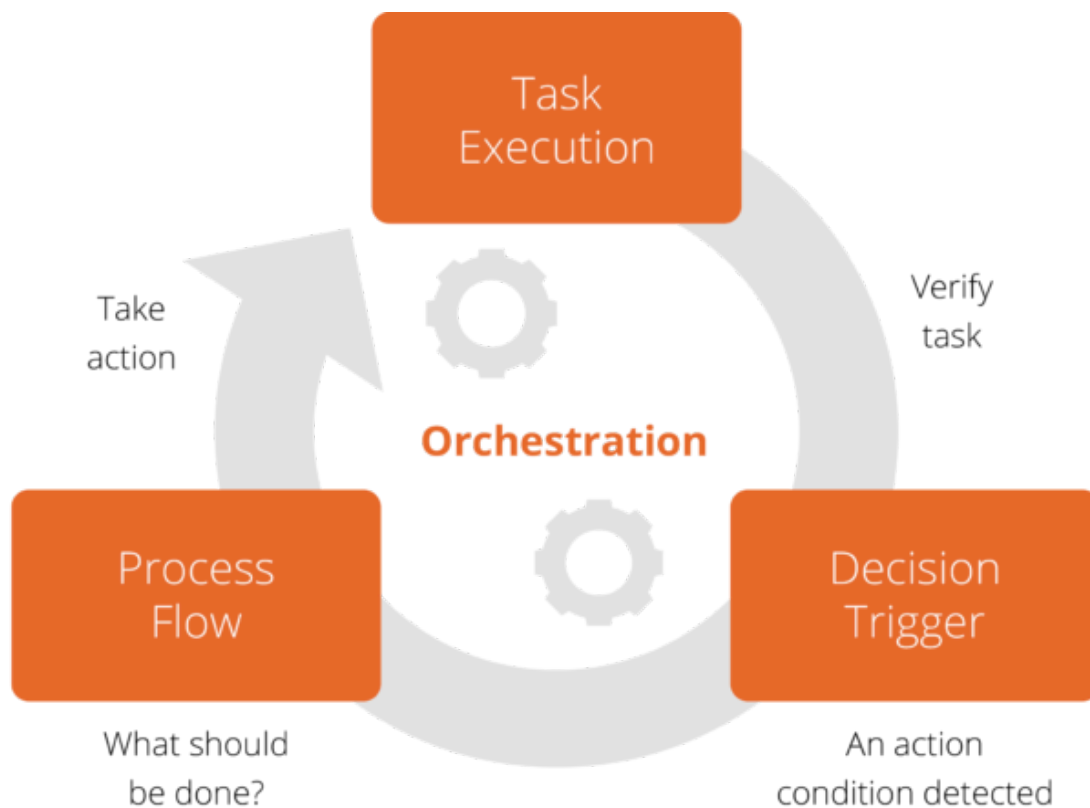 Task
Execution
Take
action
Verify
task
Orchestration
Process
Flow
Decision
Trigger
What should
be done?
An action
condition detected